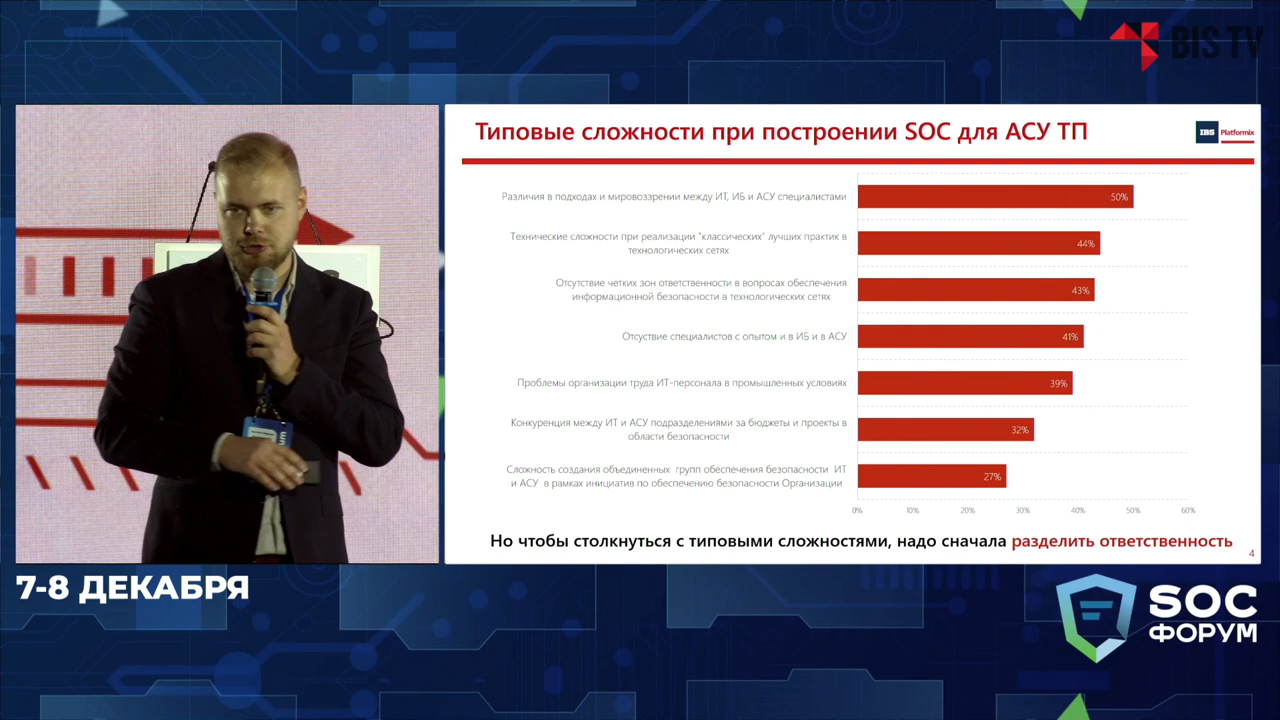 BIS TV
Типовые сложности при построении SOC для АСУ ТП
IBS Platformix
Различия в подходах и мировоззрении между ИТ, ИБ и АСУ специалистами
50%
Технические сложности при реализации "классических" лучших практик в
технологических сетях
44%
Отсутствие четких зон ответственности в вопросах обеспечения
информационной безопасности в технологических сетях
43%
Отсуствие специалистов с опытом и в ИБ и в АСУ
41%
Проблемы организации труда ИТ-персонала в промышленных условиях
39%
Конкуренция между ИТ и АСУ подразделениями за бюджеты и проекты в
области безопасности
32%
Сложность создания объединенных групп обеспечения безопасности ИТ
и АСУ в рамках инициатив по обеспечению безопасности Организации
27%
0% 10% 20% 30% 40% 50% 60%
Но чтобы столкнуться с типовыми сложностями, надо сначала разделить ответственность
4
7-8 ДЕКАБРЯ
SOC
ФОРУМ